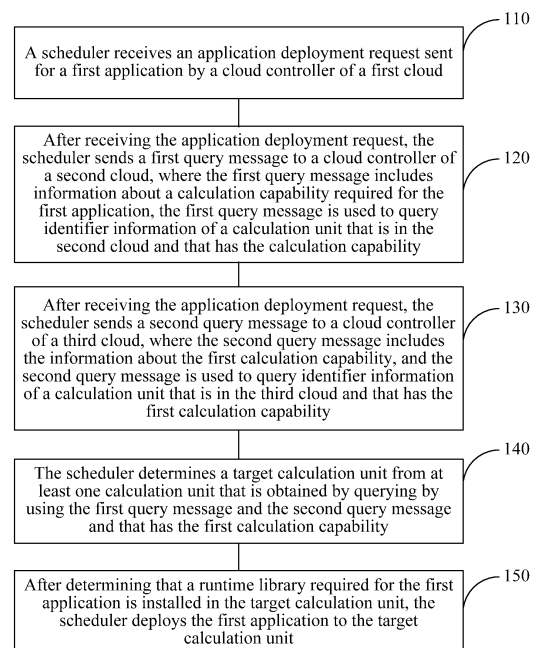 110
A scheduler receives an application deployment request sent
for a first application by a cloud controller of a first cloud
120
After receiving the application deployment request, the
scheduler sends a first query message to a cloud controller of
a second cloud, where the first query message includes
information about a calculation capability required for the
first application, the first query message is used to query
identifier information of a calculation unit that is in the
second cloud and that has the calculation capability
130
After receiving the application deployment request, the
scheduler sends a second query message to a cloud controller
of a third cloud, where the second query message includes
the information about the first calculation capability, and the
second query message is used to query identifier information
of a calculation unit that is in the third cloud and that has the
first calculation capability
140
The scheduler determines a target calculation unit from at
least one calculation unit that is obtained by querying by
using the first query message and the second query message
and that has the first calculation capability
150
After determining that a runtime library required for the first
application is installed in the target calculation unit, the
scheduler deploys the first application to the target
calculation unit